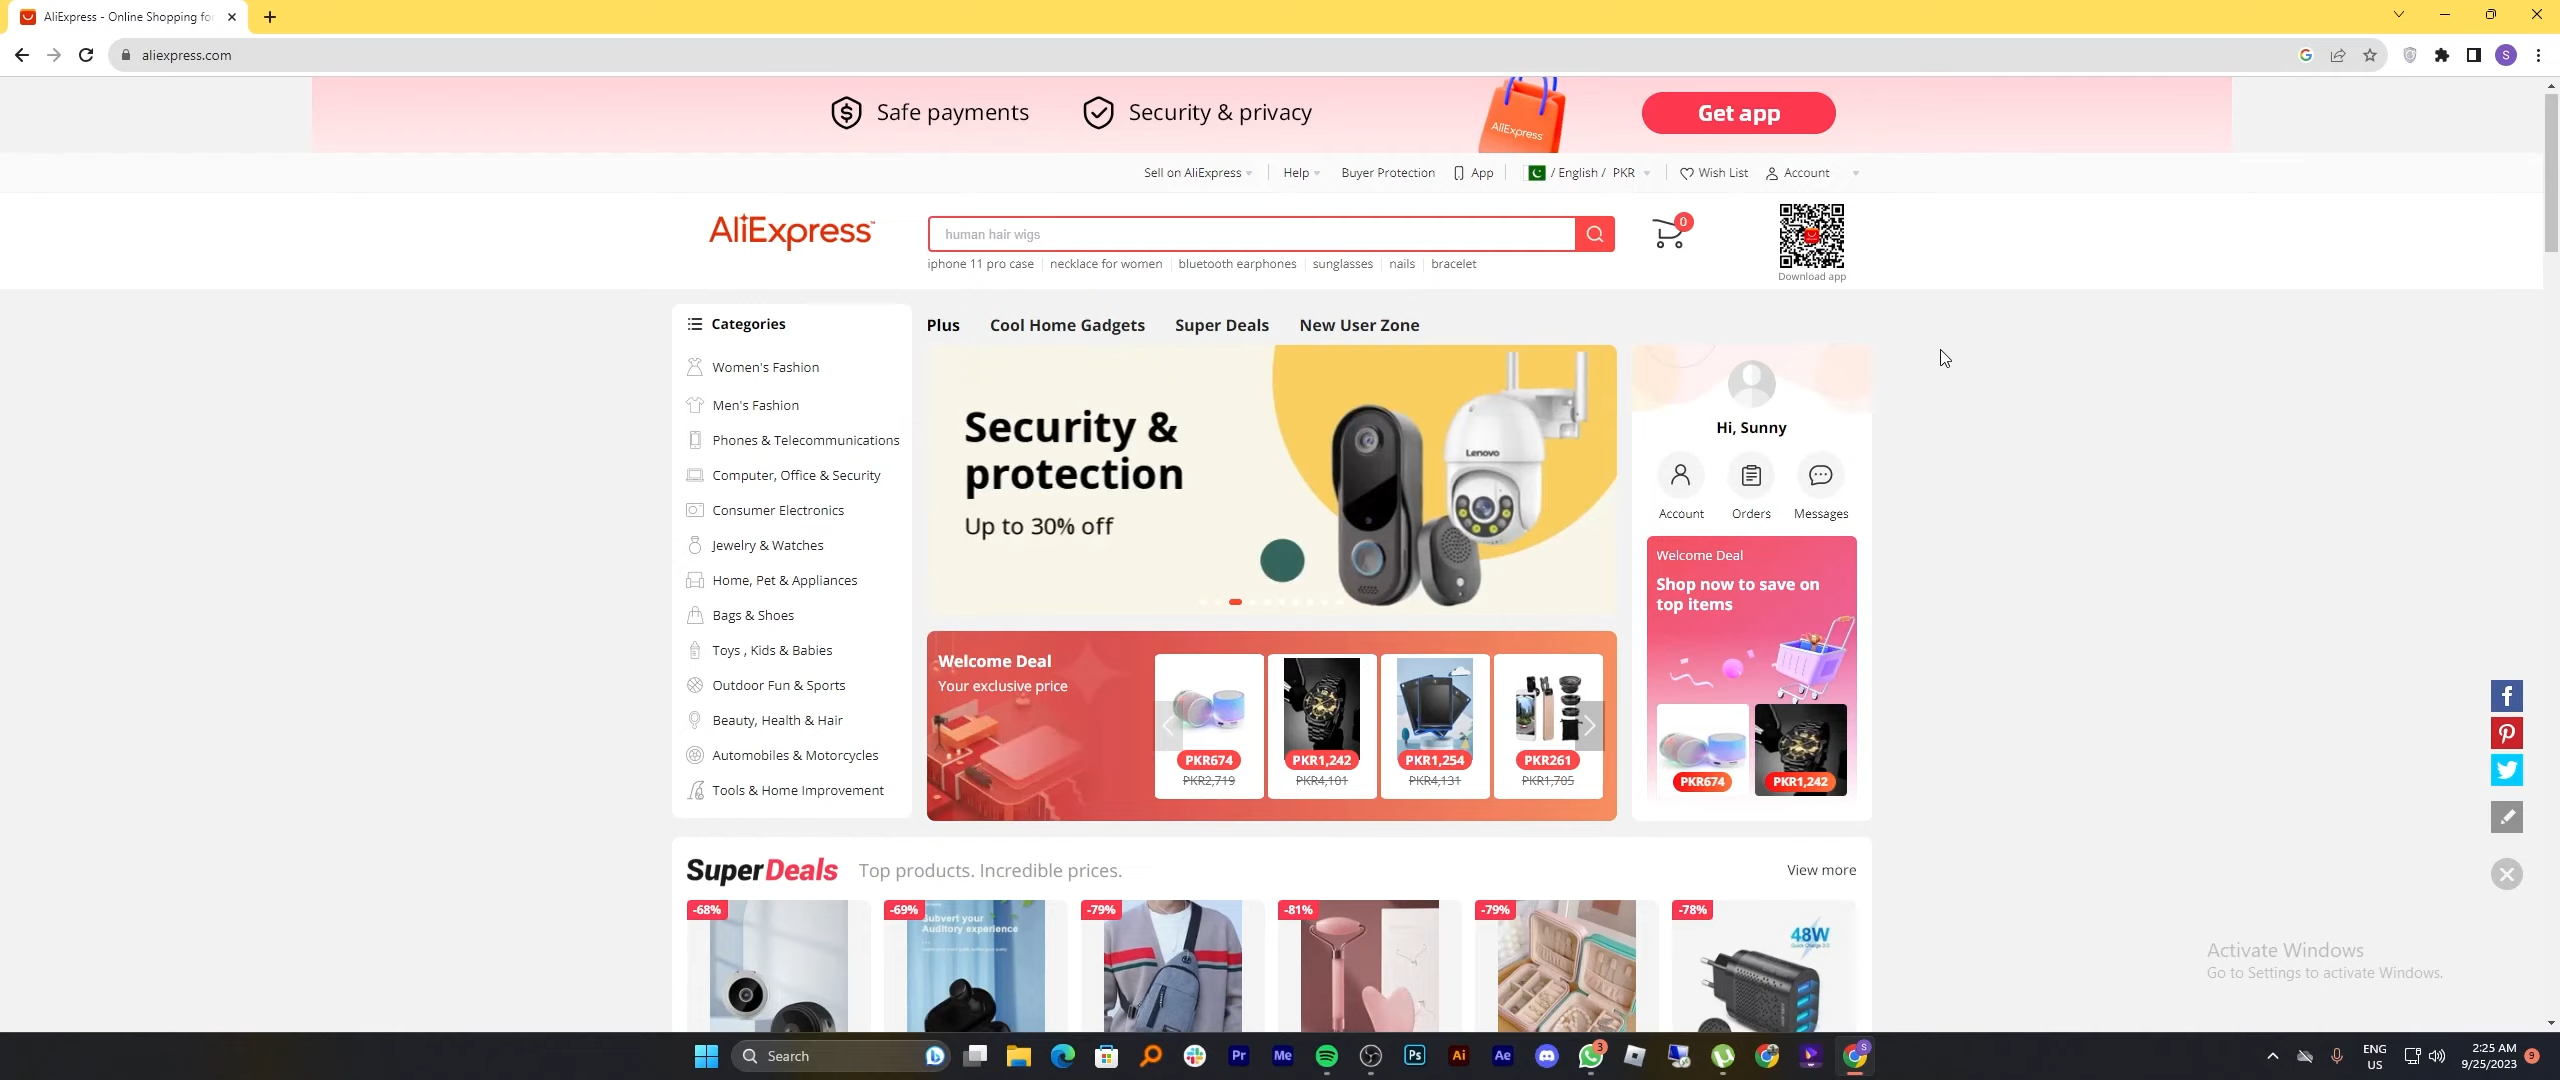 AliExpress - Online Shopping for
aliexpress.com
S
Safe payments
Security & privacy
AliExpress
Get app
Sell on AliExpress
Help
Buyer Protection
App
/ English / PKR
Wish List
Account
AliExpress
human hair wigs
0
Download app
iphone 11 pro case
necklace for women
bluetooth earphones
sunglasses
nails
bracelet
Categories
Women's Fashion
Men's Fashion
Phones & Telecommunications
Computer, Office & Security
Consumer Electronics
Jewelry & Watches
Home, Pet & Appliances
Bags & Shoes
Toys , Kids & Babies
Outdoor Fun & Sports
Beauty, Health & Hair
Automobiles & Motorcycles
Tools & Home Improvement
Plus
Cool Home Gadgets
Super Deals
New User Zone
Security &
protection
Up to 30% off
Lenovo
Hi, Sunny
Account
Orders
Messages
Welcome Deal
Shop now to save on
top items
PKR674
PKR1,242
Welcome Deal
Your exclusive price
PKR674
PKR2,719
PKR1,242
PKR4,101
PKR1,254
PKR4,131
PKR261
PKR1,705
SuperDeals
Top products. Incredible prices.
View more
-68%
-69%
Subvert your
Auditory experience
-79%
-81%
-79%
-78%
48W
Activate Windows
Go to Settings to activate Windows.
Search
Pr
Me
Ps
Ai
Ae
3
S
ENG
US
2:25 AM
9/25/2023
9